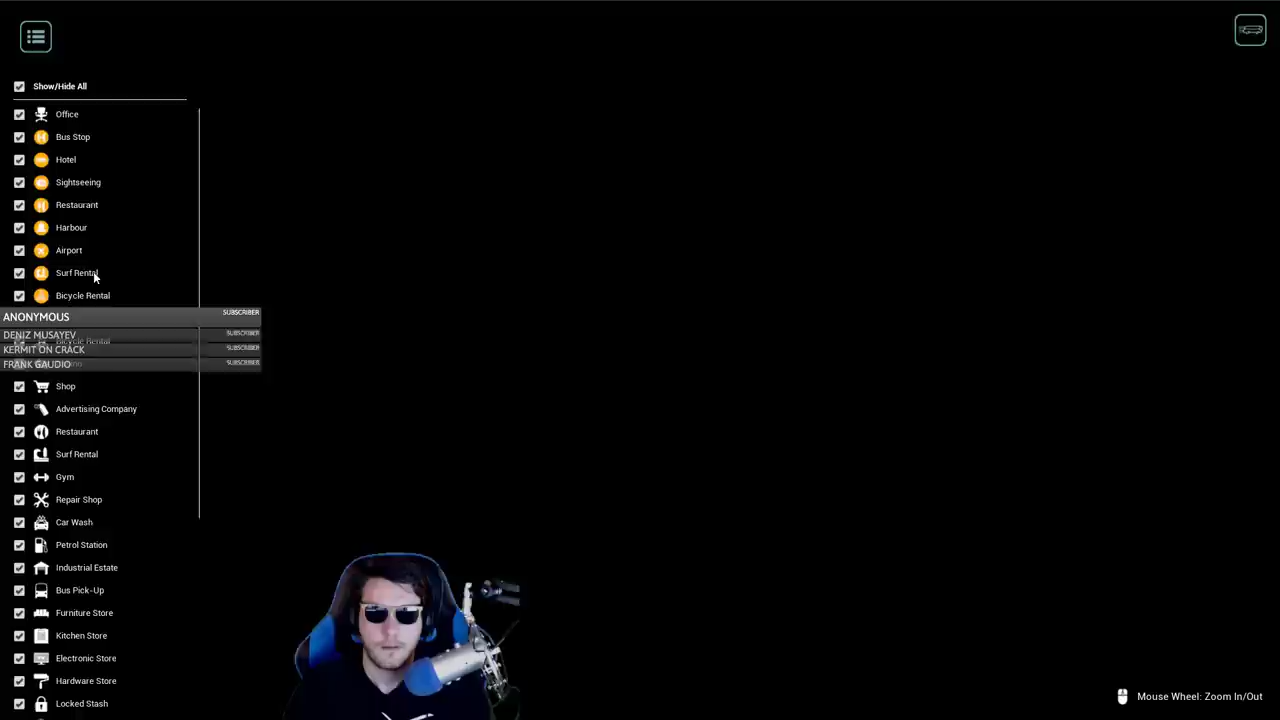 Show/Hide All
Office
Bus Stop
Hotel
Sightseeing
Restaurant
Harbour
Airport
Surf Rental
Bicycle Rental
ANONYMOUS SUBSCRIBER
DENIZ MUSAYEV SUBSCRIBER
Bicycle Rental
KERMIT ON CRACK SUBSCRIBER
FRANK GAUDIO SUBSCRIBER
Shop
Advertising Company
Restaurant
Surf Rental
Gym
Repair Shop
Car Wash
Petrol Station
Industrial Estate
Bus Pick-Up
Furniture Store
Kitchen Store
Electronic Store
Hardware Store
Locked Stash
Mouse Wheel: Zoom In/Out